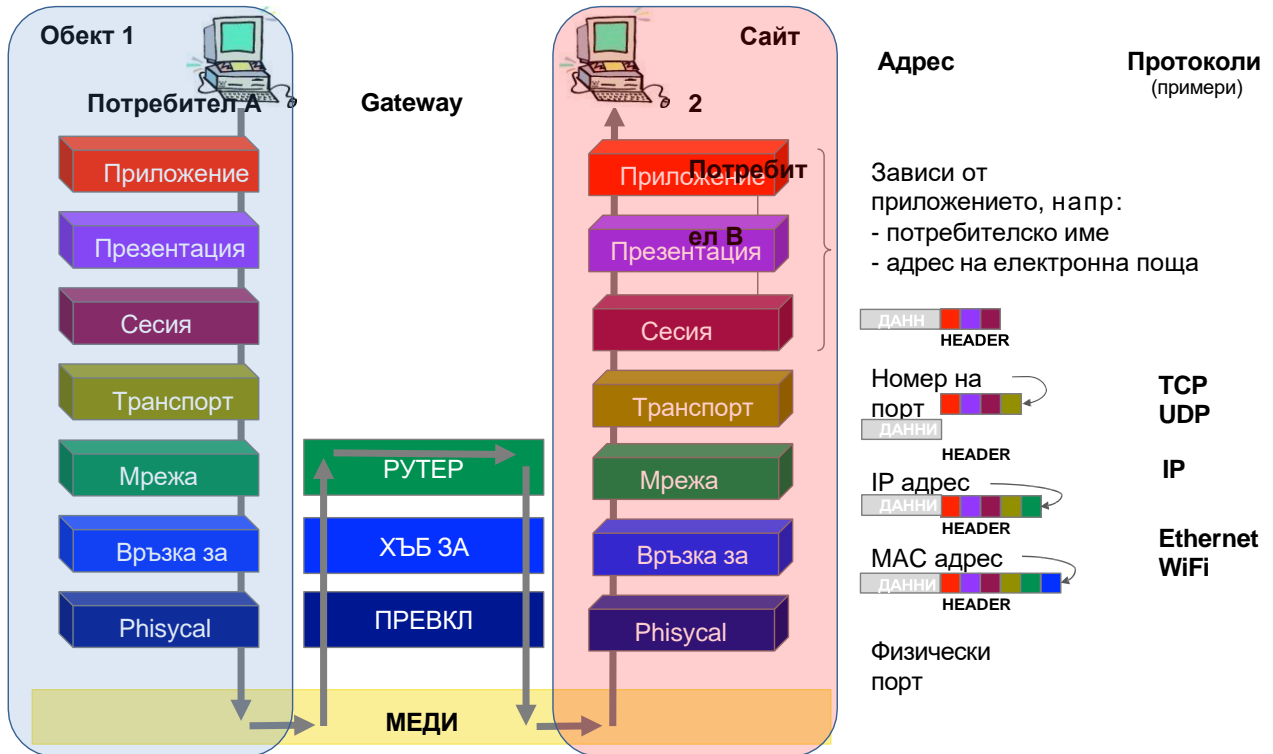 Обект 1
Потребител А
Приложение
Презентация
Сесия
Транспорт
Мрежа
Връзка за
Phisycal
Gateway
РУТЕР
ХЪБ ЗА
ПРЕВКЛ
МЕДИ
Сайт
2
Потребит
ел В
Приложение
Презентация
Сесия
Транспорт
Мрежа
Връзка за
Phisycal
Адрес
Зависи от
приложението, напр:
- потребителско име
- адрес на електронна поща
ДАНН
HEADER
Номер на
порт
ДАННИ
HEADER
IP адрес
ДАННИ
HEADER
MAC адрес
ДАННИ
HEADER
Физически
порт
Протоколи
(примери)
TCP
UDP
IP
Ethernet
WiFi